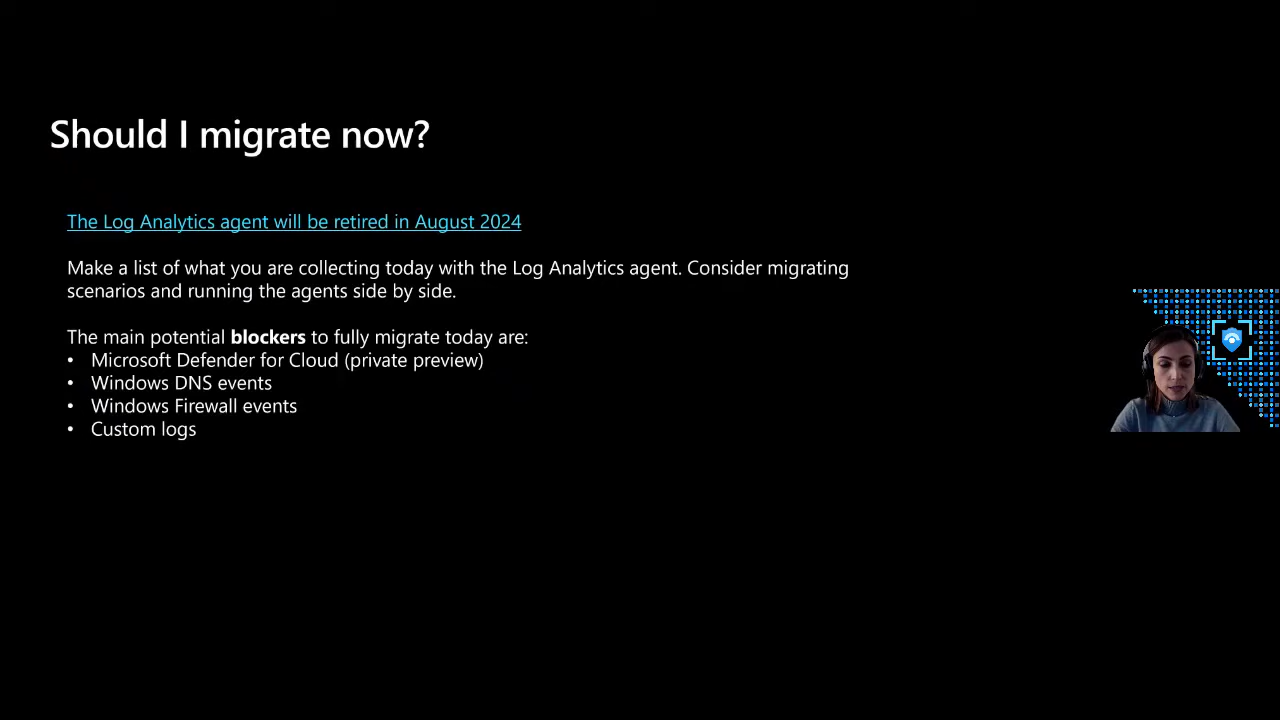 Should I migrate now?
The Log Analytics agent will be retired in August 2024
Make a list of what you are collecting today with the Log Analytics agent. Consider migrating
scenarios and running the agents side by side.
The main potential blockers to fully migrate today are:
• Microsoft Defender for Cloud (private preview)
• Windows DNS events
• Windows Firewall events
• Custom logs